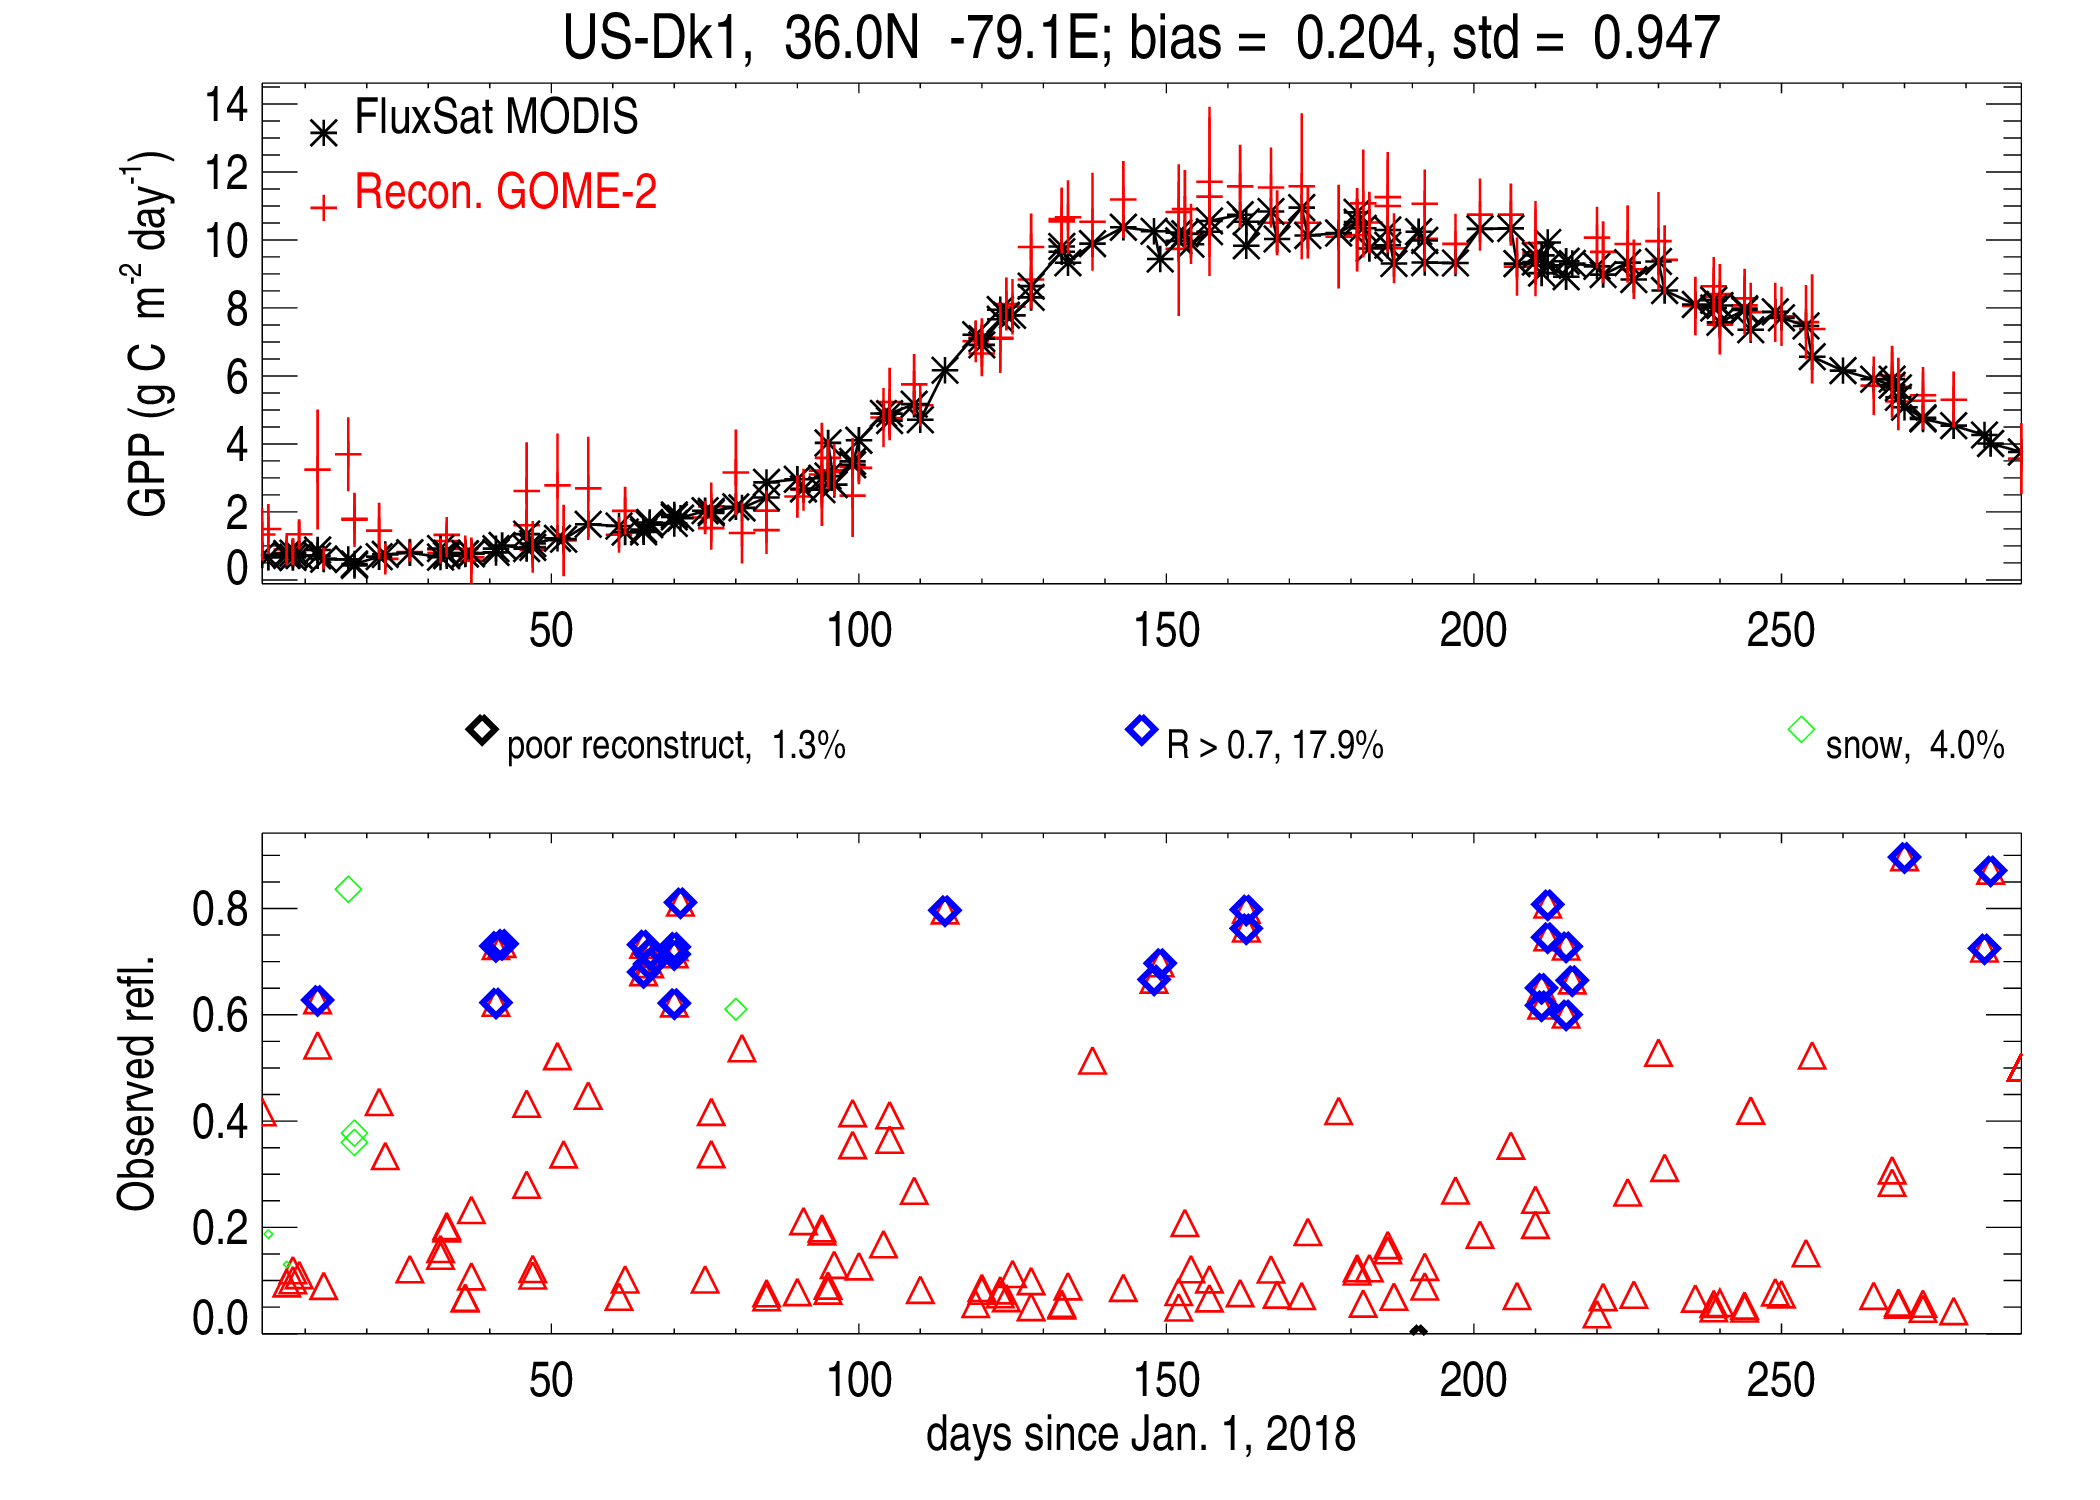 US-Dk1, 36.0N -79.1E; bias = 0.204, std = 0.947
FluxSat MODIS
Recon. GOME-2
GPP (g C m⁻² day⁻¹)
14
12
10
8
6
4
2
0
50 100 150 200 250
poor reconstruct, 1.3%
R > 0.7, 17.9%
snow, 4.0%
Observed refl.
0.8
0.6
0.4
0.2
0.0
50 100 150 200 250
days since Jan. 1, 2018